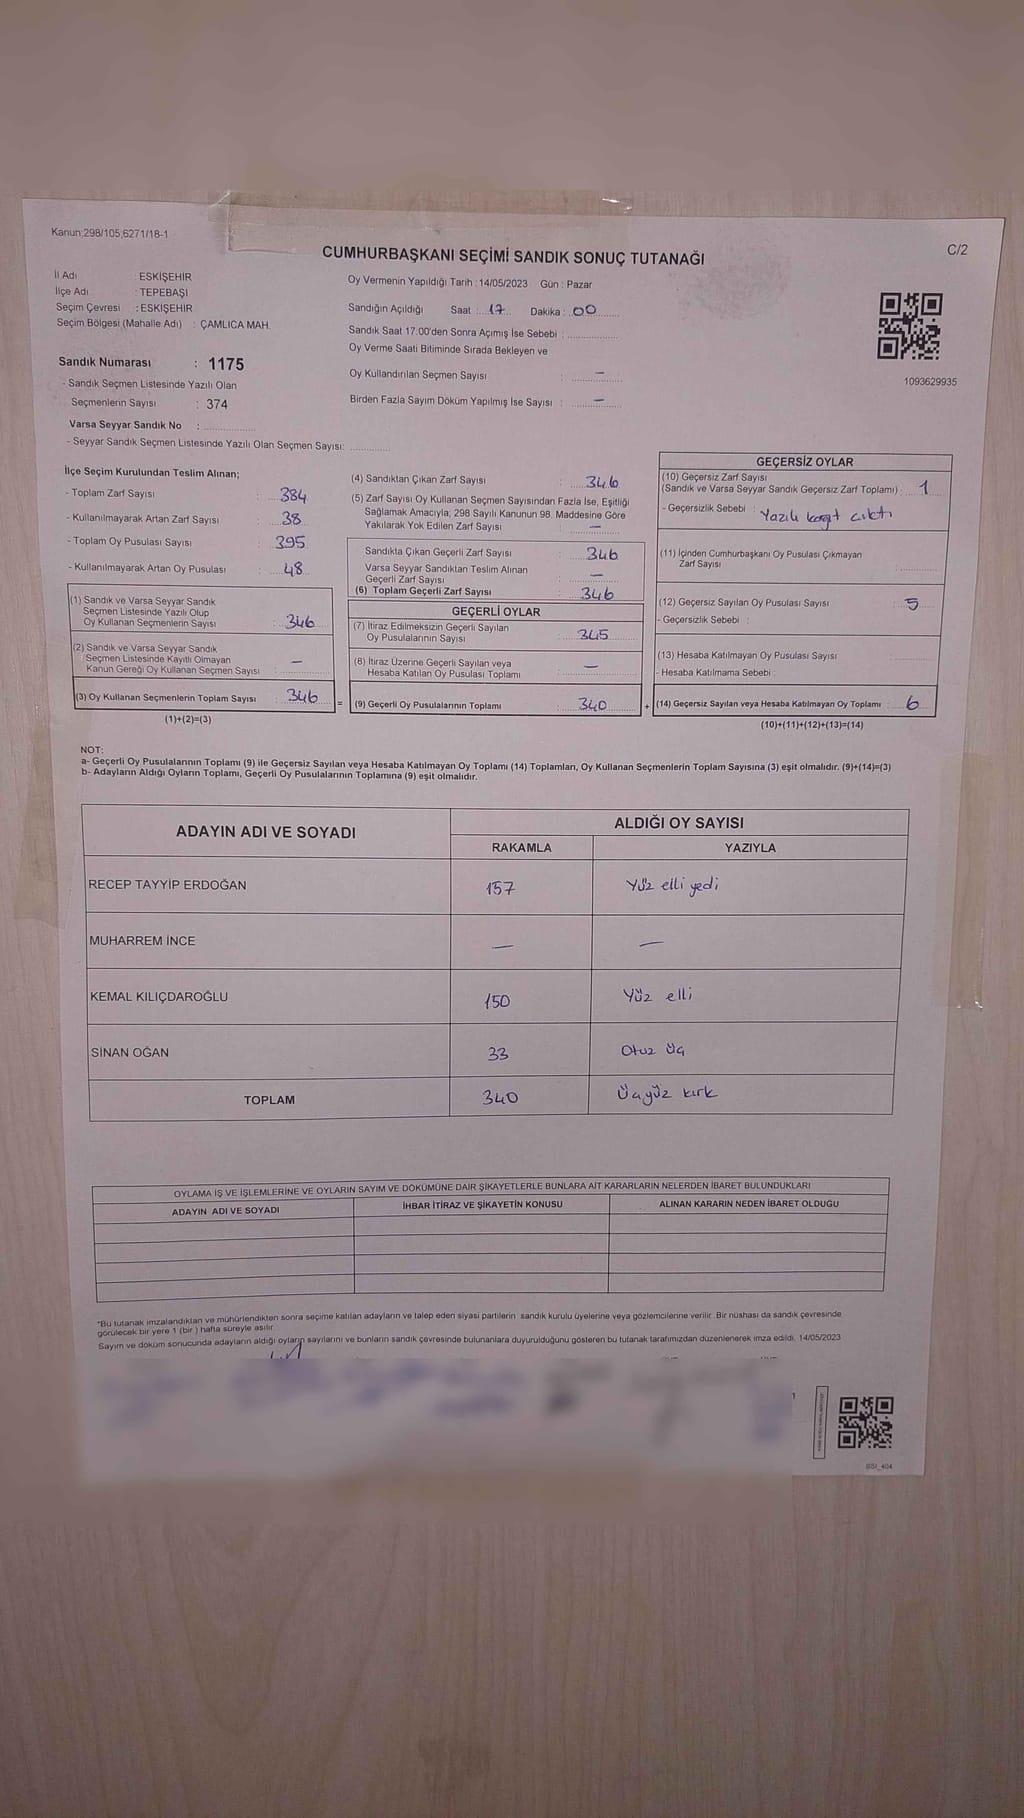 Kanun;298/105,6271/18-1
C/2
CUMHURBAŞKANI SEÇİMİ SANDIK SONUÇ TUTANAĞI
İl Adı : ESKİŞEHİR
İlçe Adı : TEPEBAŞI
Seçim Çevresi : ESKİŞEHİR
Seçim Bölgesi (Mahalle Adı) : ÇAMLICA MAH.
Oy Vermenin Yapıldığı Tarih : 14/05/2023 Gün : Pazar
Sandığın Açıldığı Saat : 17 Dakika : 00
Sandık Saat 17:00'den Sonra Açımış İse Sebebi :
Oy Verme Saati Bitiminde Sırada Bekleyen ve
Oy Kullandırılan Seçmen Sayısı : —
Birden Fazla Sayım Döküm Yapılmış İse Sayısı : —
1093629935
Sandık Numarası : 1175
- Sandık Seçmen Listesinde Yazılı Olan
Seçmenlerin Sayısı : 374
Varsa Seyyar Sandık No :
- Seyyar Sandık Seçmen Listesinde Yazılı Olan Seçmen Sayısı:
İlçe Seçim Kurulundan Teslim Alınan;
- Toplam Zarf Sayısı : 384
- Kullanılmayarak Artan Zarf Sayısı : 38
- Toplam Oy Pusulası Sayısı : 395
- Kullanılmayarak Artan Oy Pusulası : 48
(1) Sandık ve Varsa Seyyar Sandık
Seçmen Listesinde Yazılı Olup
Oy Kullanan Seçmenlerin Sayısı : 346
(2) Sandık ve Varsa Seyyar Sandık
Seçmen Listesinde Kayıtlı Olmayan
Kanun Gereği Oy Kullanan Seçmen Sayısı : —
(3) Oy Kullanan Seçmenlerin Toplam Sayısı 346
(1)+(2)=(3)
(4) Sandıktan Çıkan Zarf Sayısı : 346
(5) Zarf Sayısı Oy Kullanan Seçmen Sayısından Fazla İse, Eşitliği
Sağlamak Amacıyla; 298 Sayılı Kanunun 98. Maddesine Göre
Yakılarak Yok Edilen Zarf Sayısı : —
Sandıkta Çıkan Geçerli Zarf Sayısı : 346
Varsa Seyyar Sandıktan Teslim Alınan
Geçerli Zarf Sayısı : —
(6) Toplam Geçerli Zarf Sayısı : 346
GEÇERLİ OYLAR
(7) İtiraz Edilmeksizin Geçerli Sayılan
Oy Pusulalarının Sayısı : 345
(8) İtiraz Üzerine Geçerli Sayılan veya
Hesaba Katılan Oy Pusulası Toplamı : —
= (9) Geçerli Oy Pusulalarının Toplamı : 340
GEÇERSİZ OYLAR
(10) Geçersiz Zarf Sayısı
(Sandık ve Varsa Seyyar Sandık Geçersiz Zarf Toplamı) : 1
- Geçersizlik Sebebi : Yazılı kağıt çıktı
(11) İçinden Cumhurbaşkanı Oy Pusulası Çıkmayan
Zarf Sayısı :
(12) Geçersiz Sayılan Oy Pusulası Sayısı : 5
- Geçersizlik Sebebi :
(13) Hesaba Katılmayan Oy Pusulası Sayısı :
- Hesaba Katılmama Sebebi :
+ (14) Geçersiz Sayılan veya Hesaba Katılmayan Oy Toplamı : 6
(10)+(11)+(12)+(13)=(14)
NOT:
a- Geçerli Oy Pusulalarının Toplamı (9) ile Geçersiz Sayılan veya Hesaba Katılmayan Oy Toplamı (14) Toplamları, Oy Kullanan Seçmenlerin Toplam Sayısına (3) eşit olmalıdır. (9)+(14)=(3)
b- Adayların Aldığı Oyların Toplamı, Geçerli Oy Pusulalarının Toplamına (9) eşit olmalıdır.
ADAYIN ADI VE SOYADI ALDIĞI OY SAYISI
RAKAMLA YAZIYLA
RECEP TAYYİP ERDOĞAN 157 Yüz elli yedi
MUHARREM İNCE — —
KEMAL KILIÇDAROĞLU 150 Yüz elli
SİNAN OĞAN 33 Otuz üç
TOPLAM 340 Üçyüz kırk
OYLAMA İŞ VE İŞLEMLERİNE VE OYLARIN SAYIM VE DÖKÜMÜNE DAİR ŞİKAYETLERLE BUNLARA AİT KARARLARIN NELERDEN İBARET BULUNDUKLARI
ADAYIN ADI VE SOYADI İHBAR İTİRAZ VE ŞİKAYETİN KONUSU ALINAN KARARIN NEDEN İBARET OLDUĞU
*Bu tutanak imzalandıktan ve mühürlendikten sonra seçime katılan adayların ve talep eden siyasi partilerin sandık kurulu üyelerine veya gözlemcilerine verilir. Bir nüshası da sandık çevresinde
görülecek bir yere 1 (bir) hafta süreyle asılır.
Sayım ve döküm sonucunda adayların aldığı oyların sayılarını ve bunların sandık çevresinde bulunanlara duyurulduğunu gösteren bu tutanak tarafımızdan düzenlenerek imza edildi. 14/05/2023